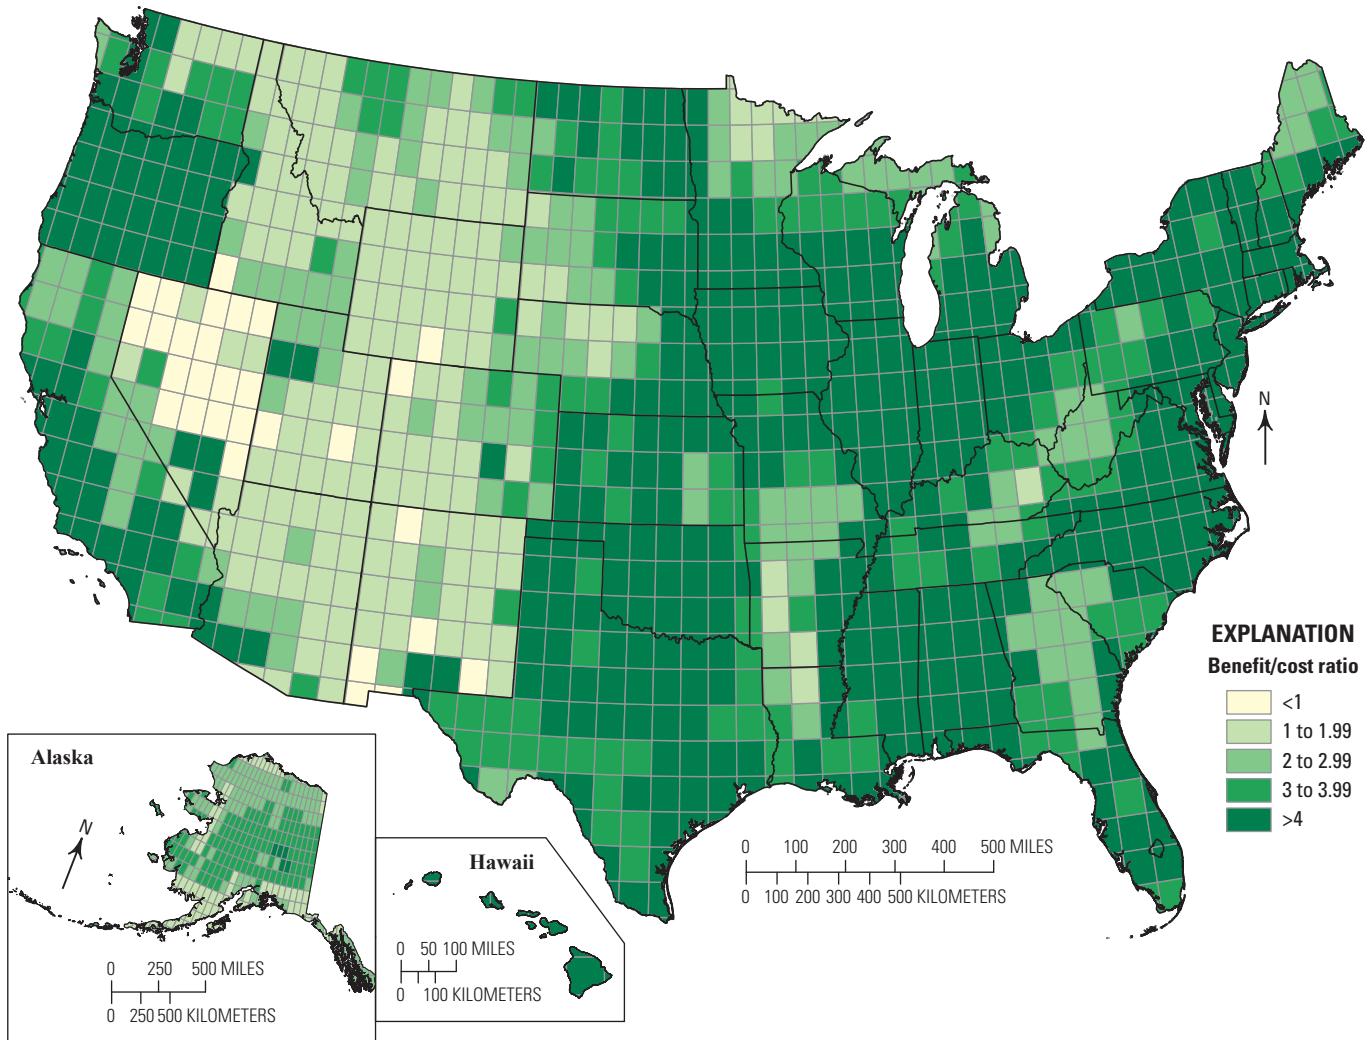 N
EXPLANATION
Benefit/cost ratio
<1
1 to 1.99
2 to 2.99
3 to 3.99
>4
Alaska
N
0 250 500 MILES
0 250 500 KILOMETERS
Hawaii
0 50 100 MILES
0 100 KILOMETERS
0 100 200 300 400 500 MILES
0 100 200 300 400 500 KILOMETERS